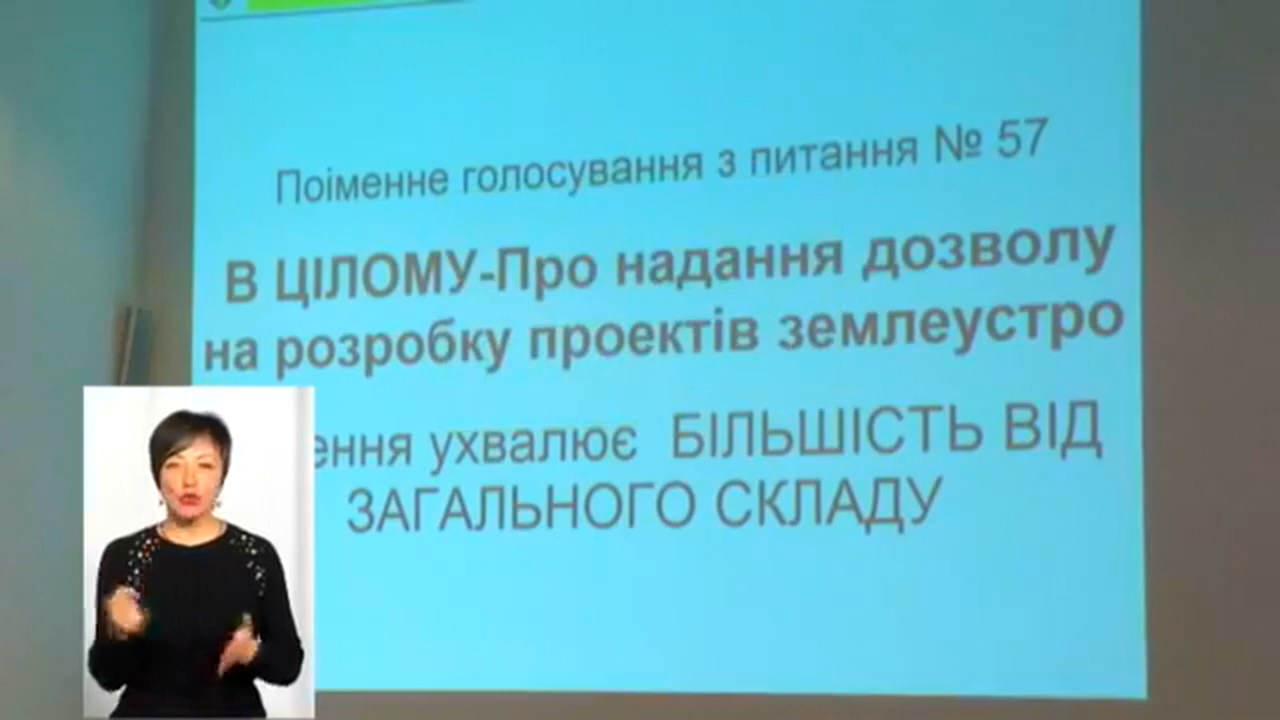 Поіменне голосування з питання № 57
В ЦІЛОМУ-Про надання дозволу
на розробку проектів землеустро
ухвалює БІЛЬШІСТЬ ВІД
ЗАГАЛЬНОГО СКЛАДУ